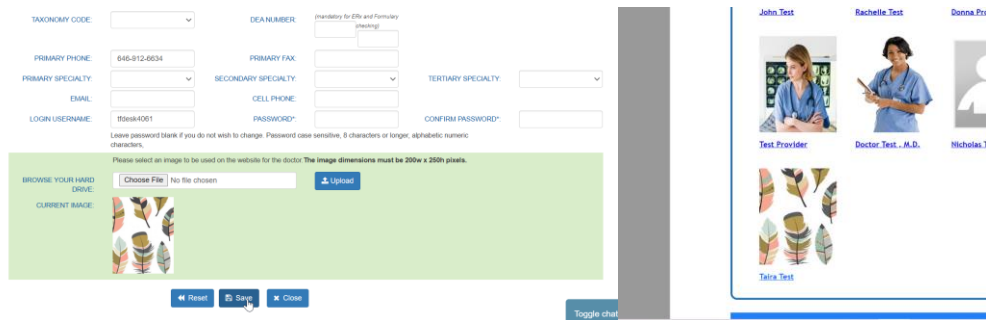 TAXONOMY CODE: DEA NUMBER: (mandatory for ERx and Formulary
checking)
PRIMARY PHONE: 646-912-6634 PRIMARY FAX:
PRIMARY SPECIALTY: SECONDARY SPECIALTY: TERTIARY SPECIALTY:
EMAIL: CELL PHONE:
LOGIN USERNAME: tfdesk4061 PASSWORD*: CONFIRM PASSWORD*:
Leave password blank if you do not wish to change. Password case sensitive, 8 characters or longer, alphabetic numeric
characters,
Please select an image to be used on the website for the doctor.The image dimensions must be 200w x 250h pixels.
BROWSE YOUR HARD
DRIVE: Choose File No file chosen Upload
CURRENT IMAGE:
Reset Save Close
Toggle chat
John Test Rachelle Test Donna Pro
Test Provider Doctor Test , M.D. Nicholas T
Taira Test